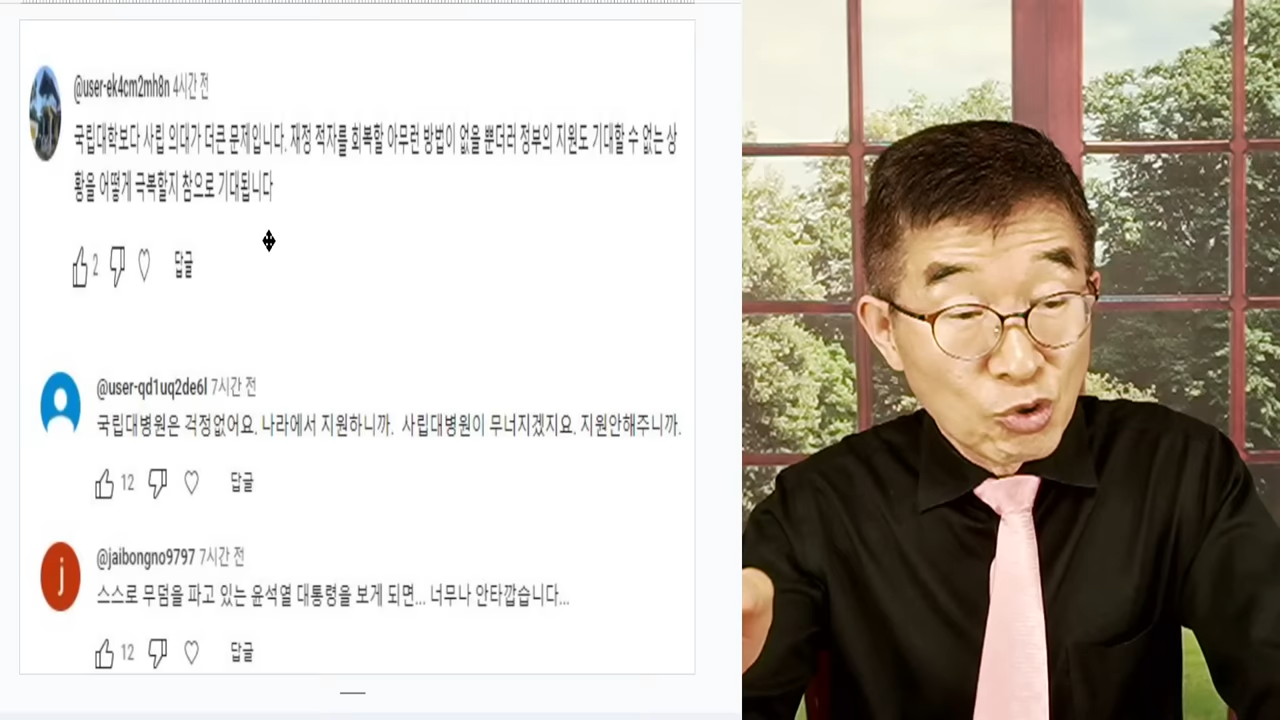 @user-ek4cm2mh8n 4시간 전
국립대학보다 사립 의대가 더큰 문제입니다. 재정 적자를 회복할 아무런 방법이 없을 뿐더러 정부의 지원도 기대할 수 없는 상
황을 어떻게 극복할지 참으로 기대됩니다
2 답글
@user-qd1uq2de6l 7시간 전
국립대병원은 걱정없어요. 나라에서 지원하니까. 사립대병원이 무너지겠지요. 지원안해주니까.
12 답글
j
@jaibongno9797 7시간 전
스스로 무덤을 파고 있는 윤석열 대통령을 보게 되면... 너무나 안타깝습니다...
12 답글